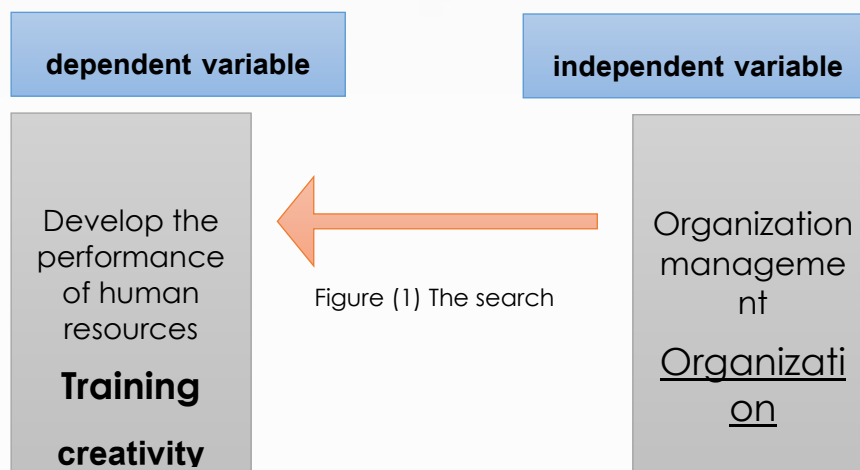 dependent variable
independent variable
Develop the
performance
of human
resources
Training
creativity
Figure (1) The search
Organization
manageme
nt
Organizati
on